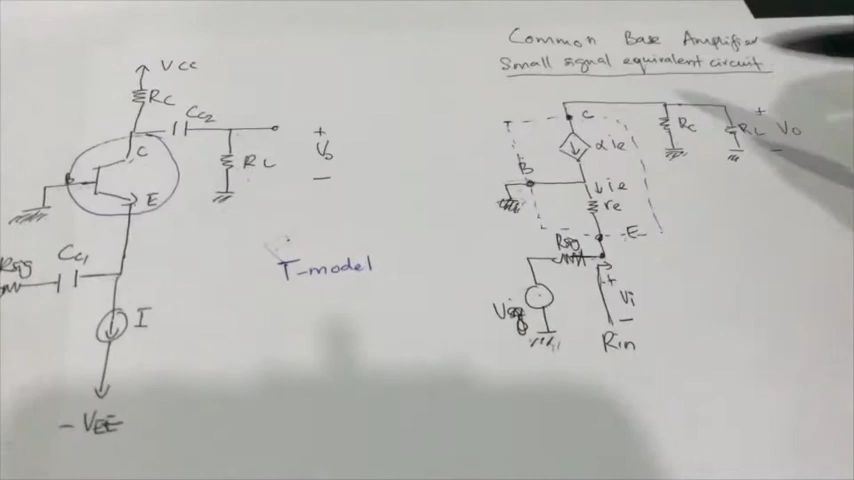 Common Base Amplifier
Small signal equivalent circuit
VCC
RC
CC2
C
E
RL
+
Vo
-
CC1
Rsig
I
-VEE
T-model
C
αie
RC
RL
+
Vo
-
B
ie
re
E
Rsig
Vsig
+
Vi
-
Rin